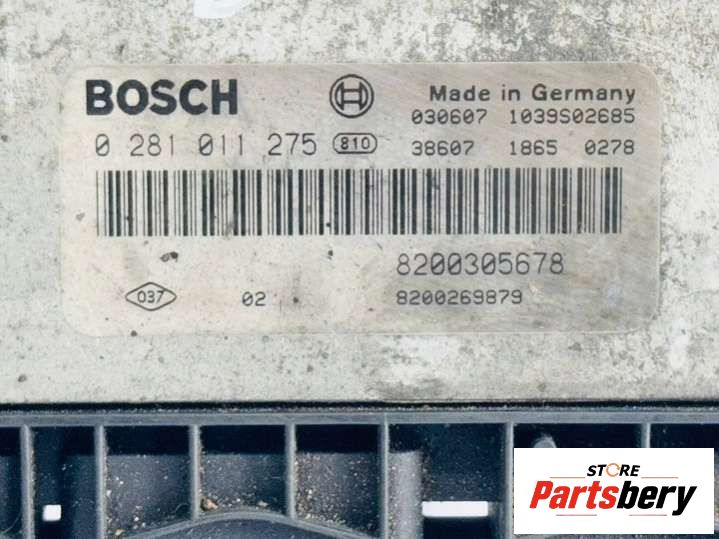 BOSCH
Made in Germany
030607 1039S02685
0 281 011 275 810
38607 1865 0278
8200305678
037 02 8200269879
STORE
Partsbery